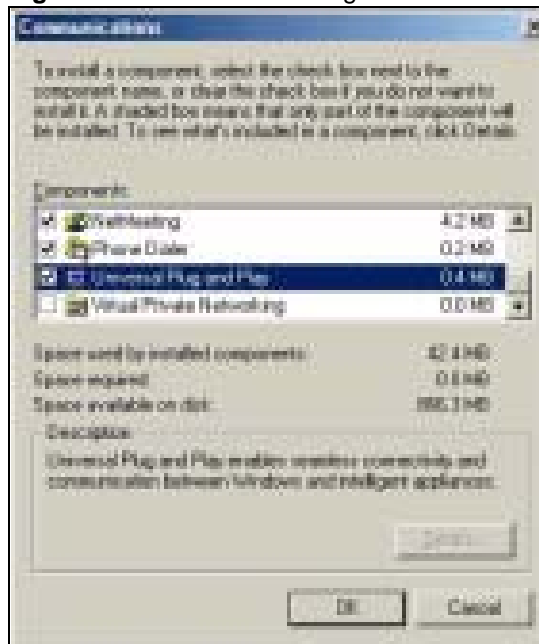 Communications
To install a component, select the check box next to the
component name, or clear the check box if you do not want to
install it. A shaded box means that only part of the component will
be installed. To see what's included in a component, click Details.
Components:
NetMeeting 4.2 MB
Phone Dialer 0.2 MB
Universal Plug and Play 0.4 MB
Virtual Private Networking 0.0 MB
Space used by installed components: 42.4 MB
Space required: 0.0 MB
Space available on disk: 866.3 MB
Description
Universal Plug and Play enables seamless connectivity and
communication between Windows and intelligent appliances.
Details...
OK Cancel